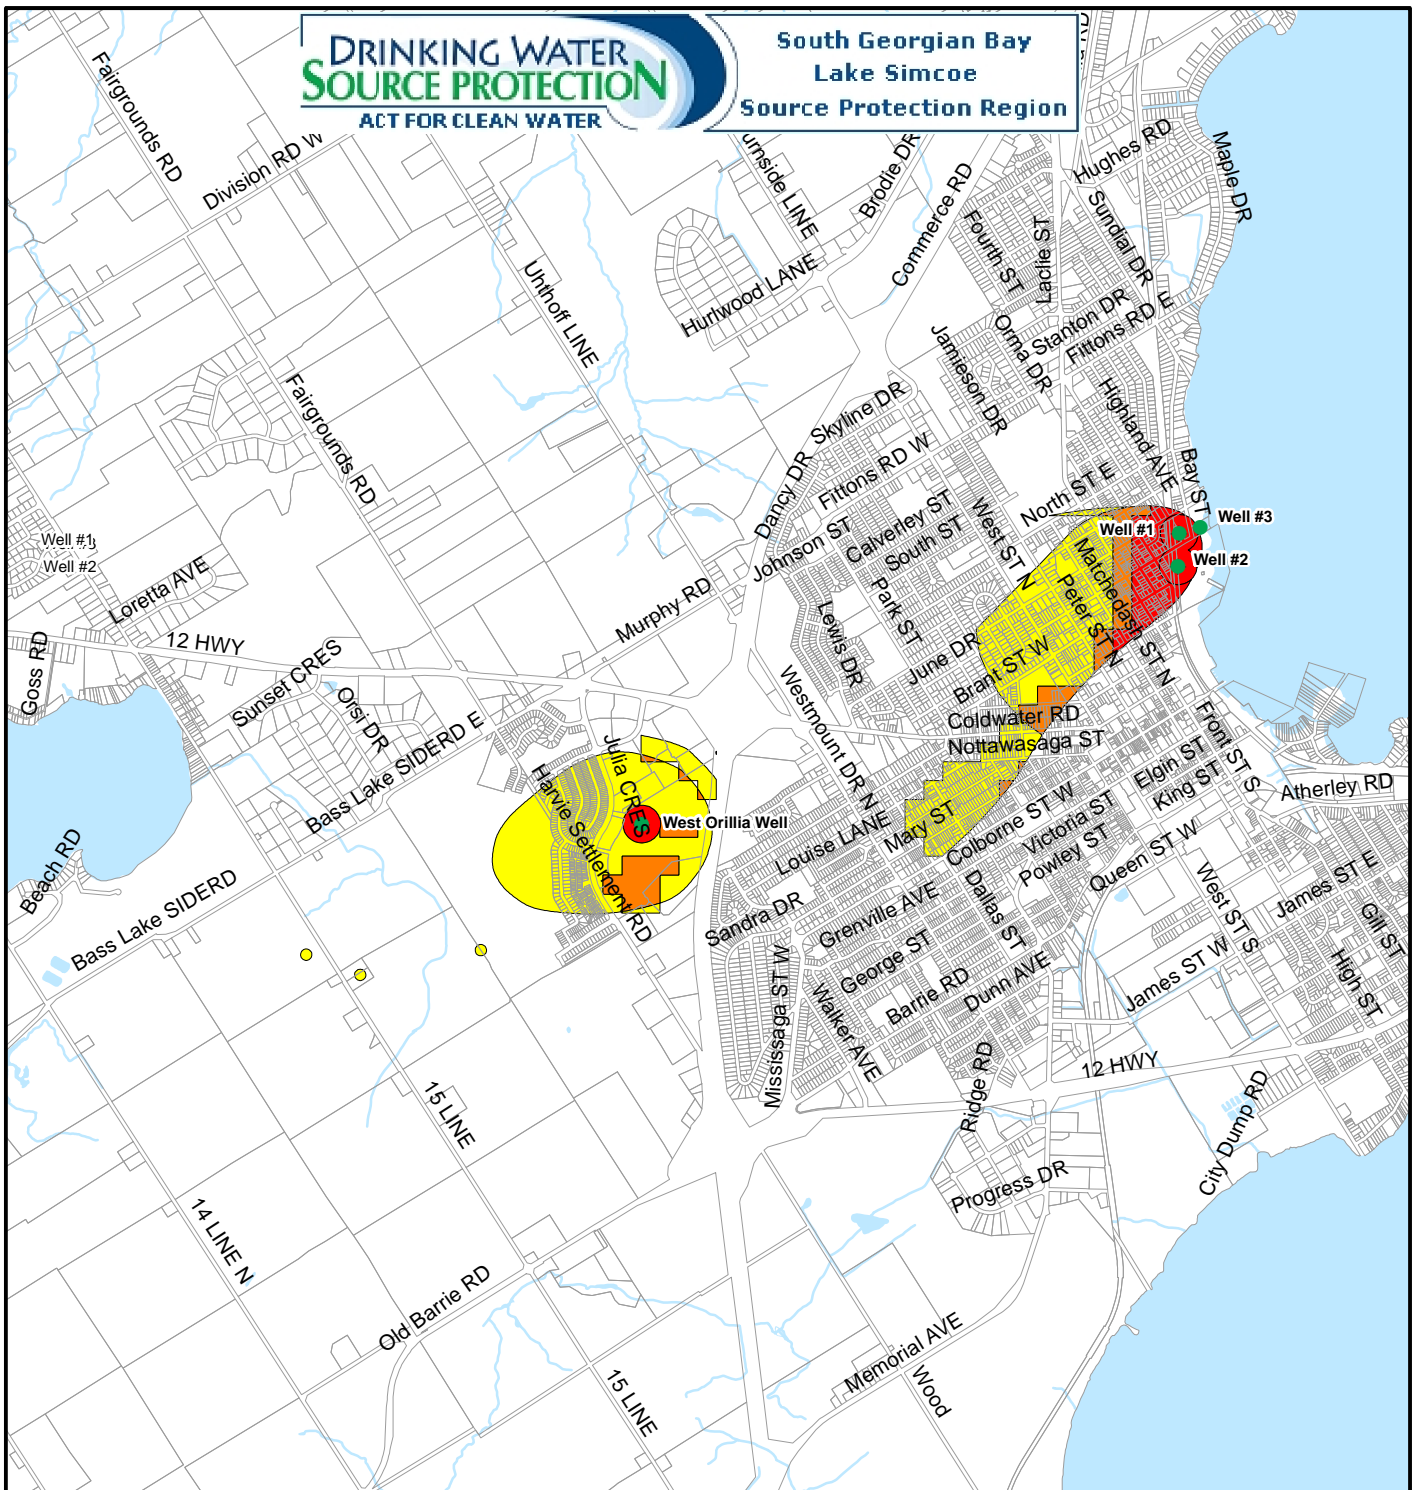 DRINKING WATER
SOURCE PROTECTION
ACT FOR CLEAN WATER
South Georgian Bay
Lake Simcoe
Source Protection Region
Fairgrounds RD
Division RD W
Uhthoff LINE
Hurlwood LANE
Brodie DR
Commerce RD
Hughes RD
Maple DR
Sundial DR
Fourth ST
Laclie ST
Stanton DR
Fittons RD E
Orma DR
Jamieson DR
Highland AVE
Bay ST
Skyline DR
Fittons RD W
Dancy DR
Fairgrounds RD
North ST E
West ST N
Calverley ST
South ST
Johnson ST
Park ST
Well #1
Well #3
Well #2
Matchedash ST N
Peter ST N
Well #1
Well #2
Loretta AVE
12 HWY
Goss RD
Murphy RD
Lewis DR
June DR
Brant ST W
Sunset CRES
Orsi DR
Bass Lake SIDERD E
Westmount DR N
Coldwater RD
Nottawasaga ST
Front ST S
Julia CRES
Harvie Settlement RD
West Orillia Well
Elgin ST
King ST
Atherley RD
Mary ST
Louise LANE
Colborne ST W
Victoria ST
Powley ST
Queen ST W
Beach RD
Bass Lake SIDERD
Sandra DR
Grenville AVE
Dallas ST
West ST S
James ST E
Gill ST
High ST
George ST
Barrie RD
Dunn AVE
James ST W
Mississaga ST W
Walker AVE
Ridge RD
12 HWY
City Dump RD
15 LINE
14 LINE N
Progress DR
Old Barrie RD
Memorial AVE
Wood
15 LINE